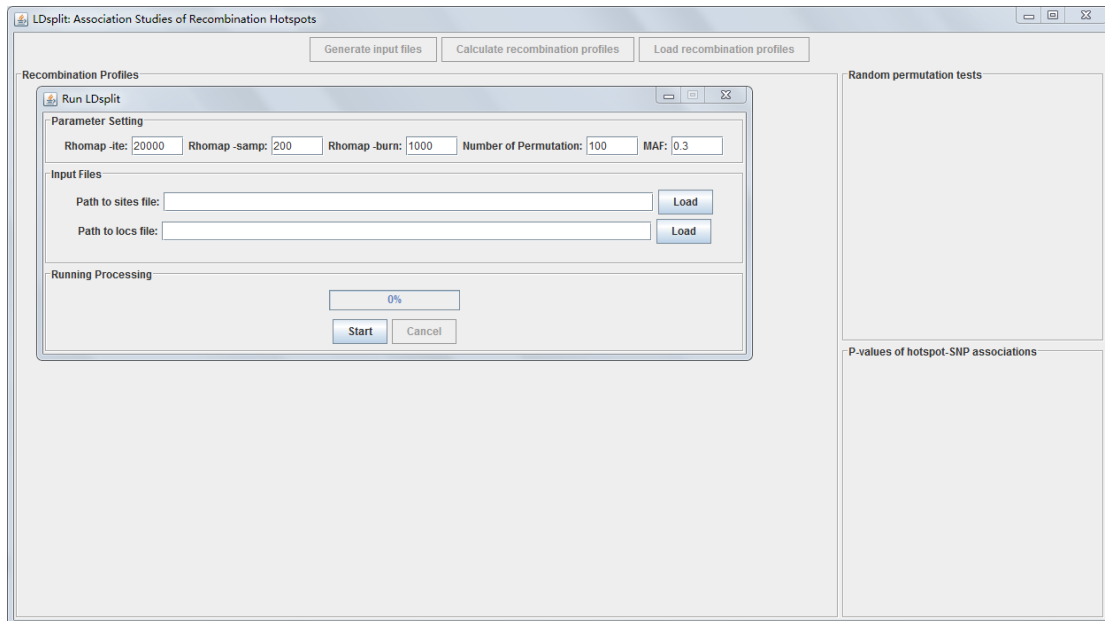 LDsplit: Association Studies of Recombination Hotspots
Generate input files Calculate recombination profiles Load recombination profiles
Recombination Profiles
Random permutation tests
Run LDsplit
Parameter Setting
Rhomap -ite: 20000 Rhomap -samp: 200 Rhomap -burn: 1000 Number of Permutation: 100 MAF: 0.3
Input Files
Path to sites file: Load
Path to locs file: Load
Running Processing
0%
Start Cancel
P-values of hotspot-SNP associations